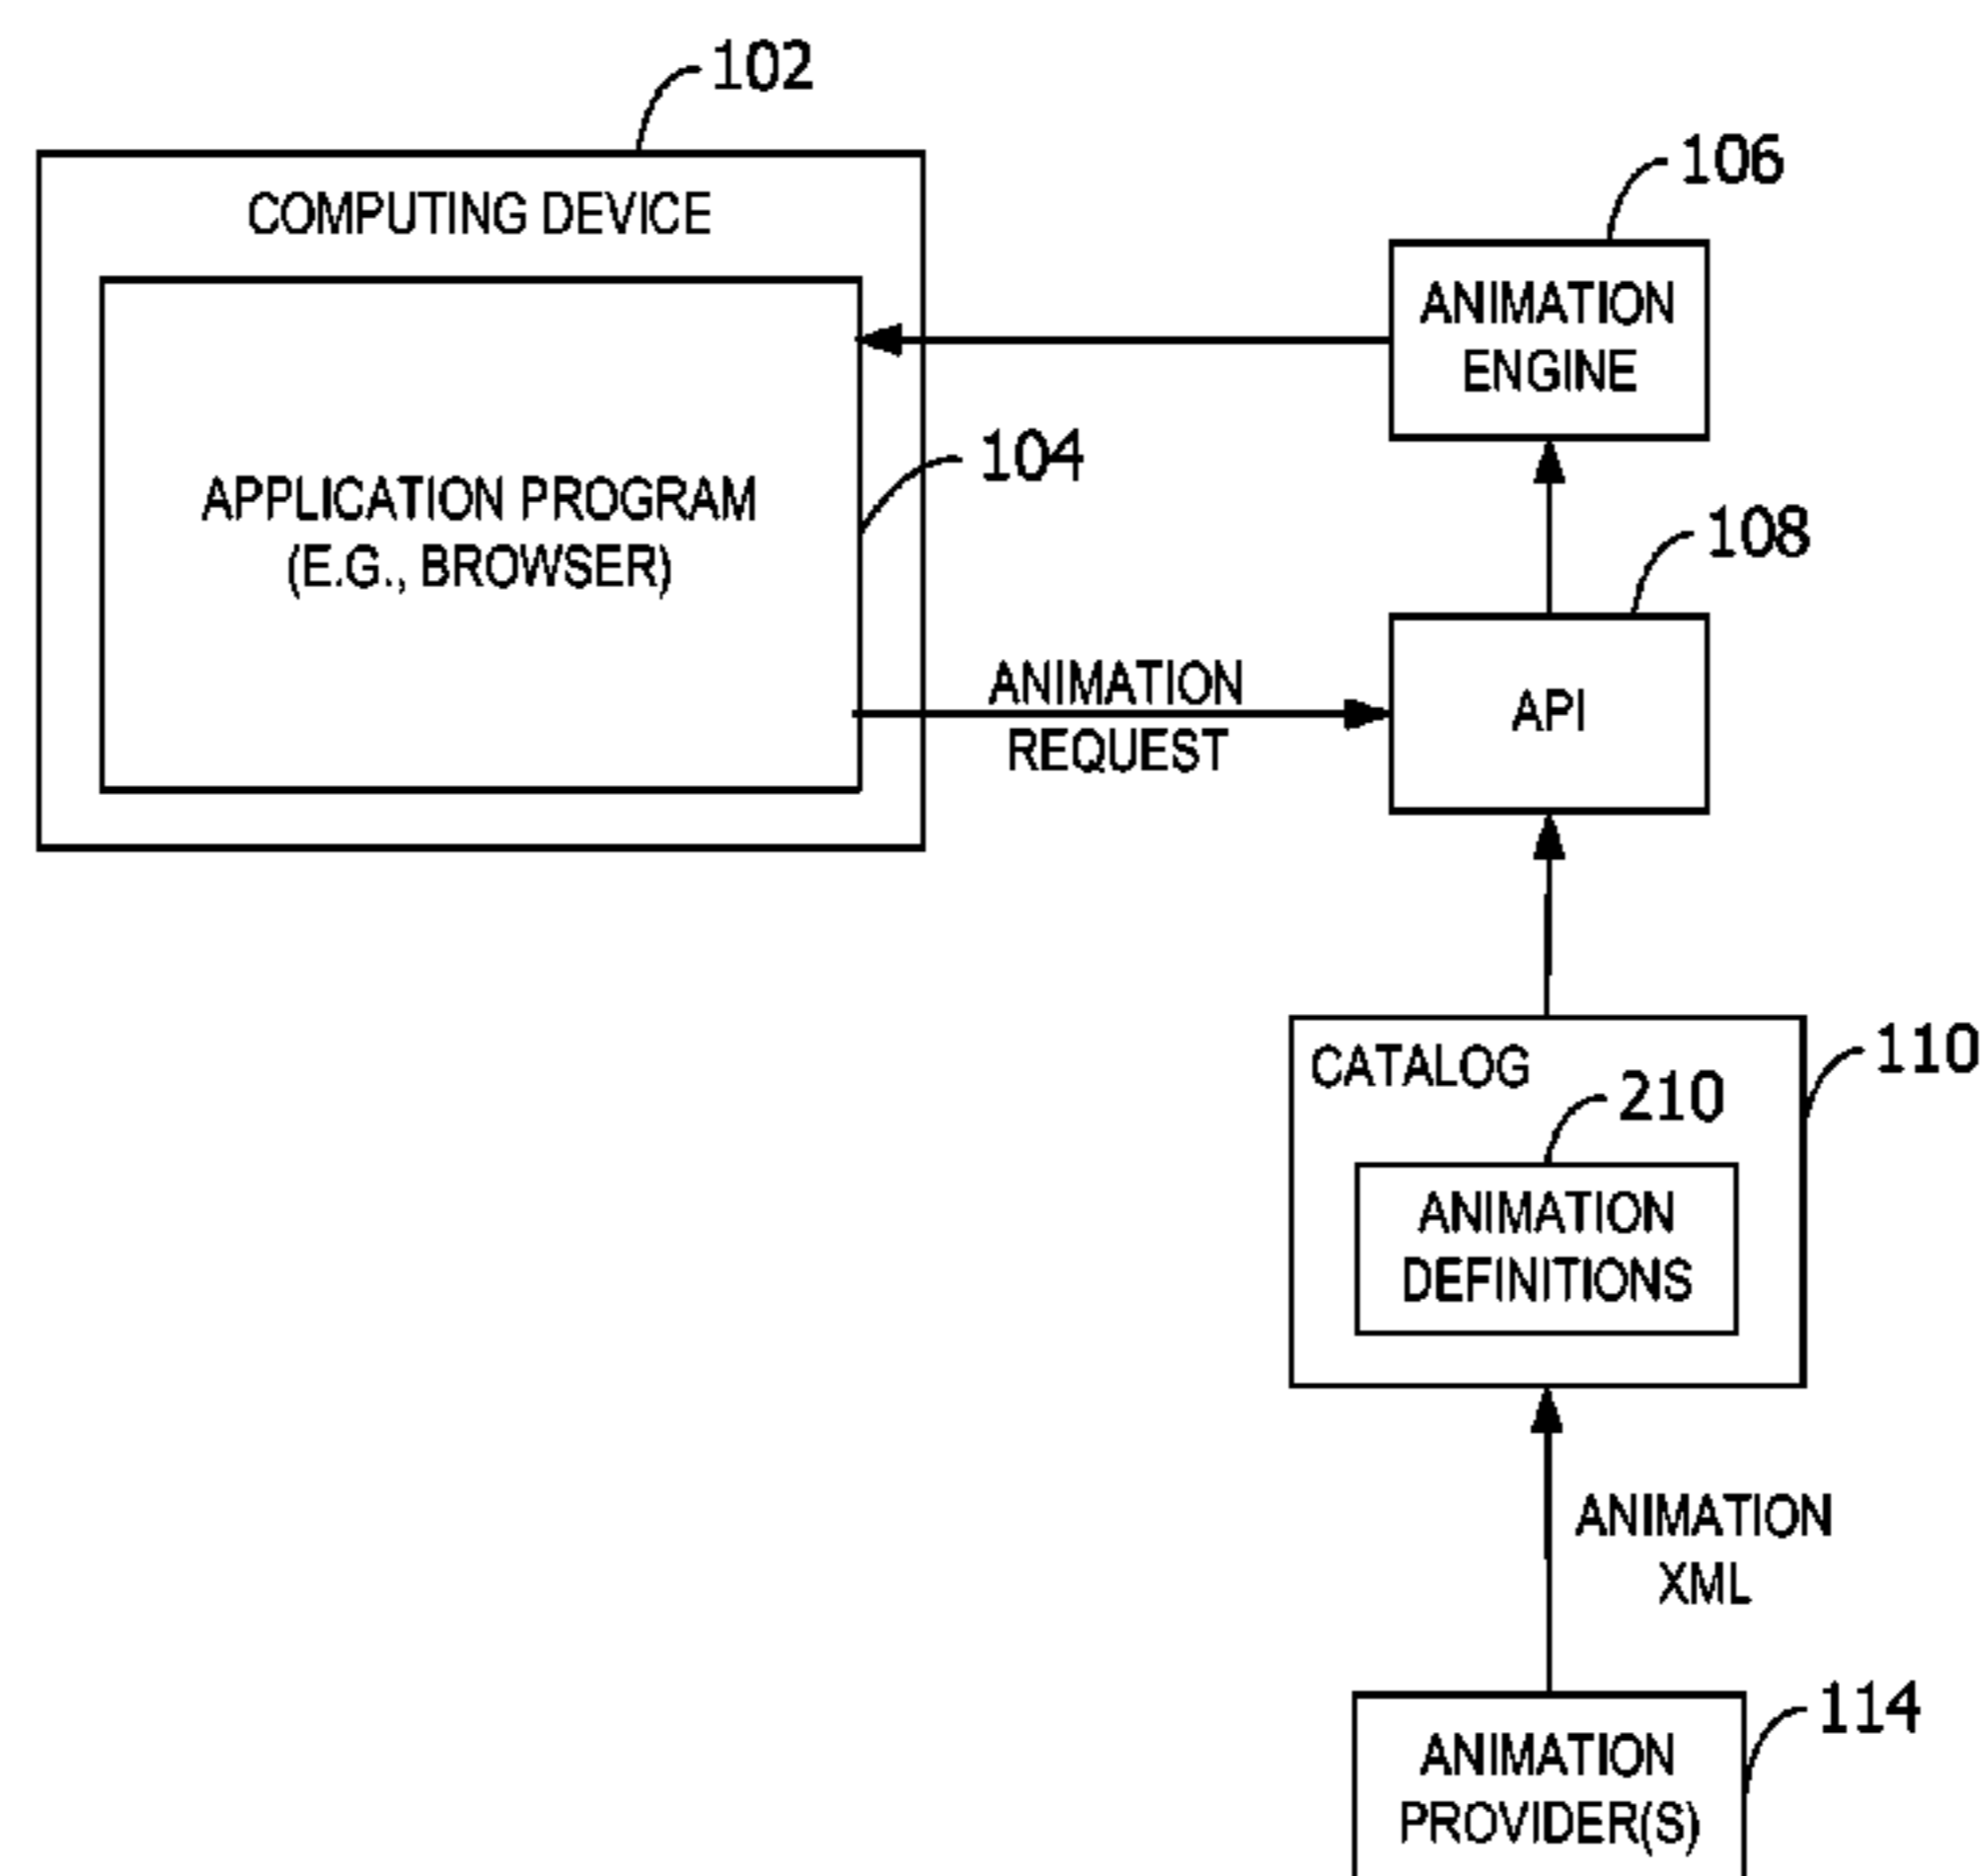 102
COMPUTING DEVICE
106
ANIMATION
ENGINE
104
APPLICATION PROGRAM
(E.G., BROWSER)
108
ANIMATION
REQUEST
API
CATALOG
110
210
ANIMATION
DEFINITIONS
ANIMATION
XML
114
ANIMATION
PROVIDER(S)